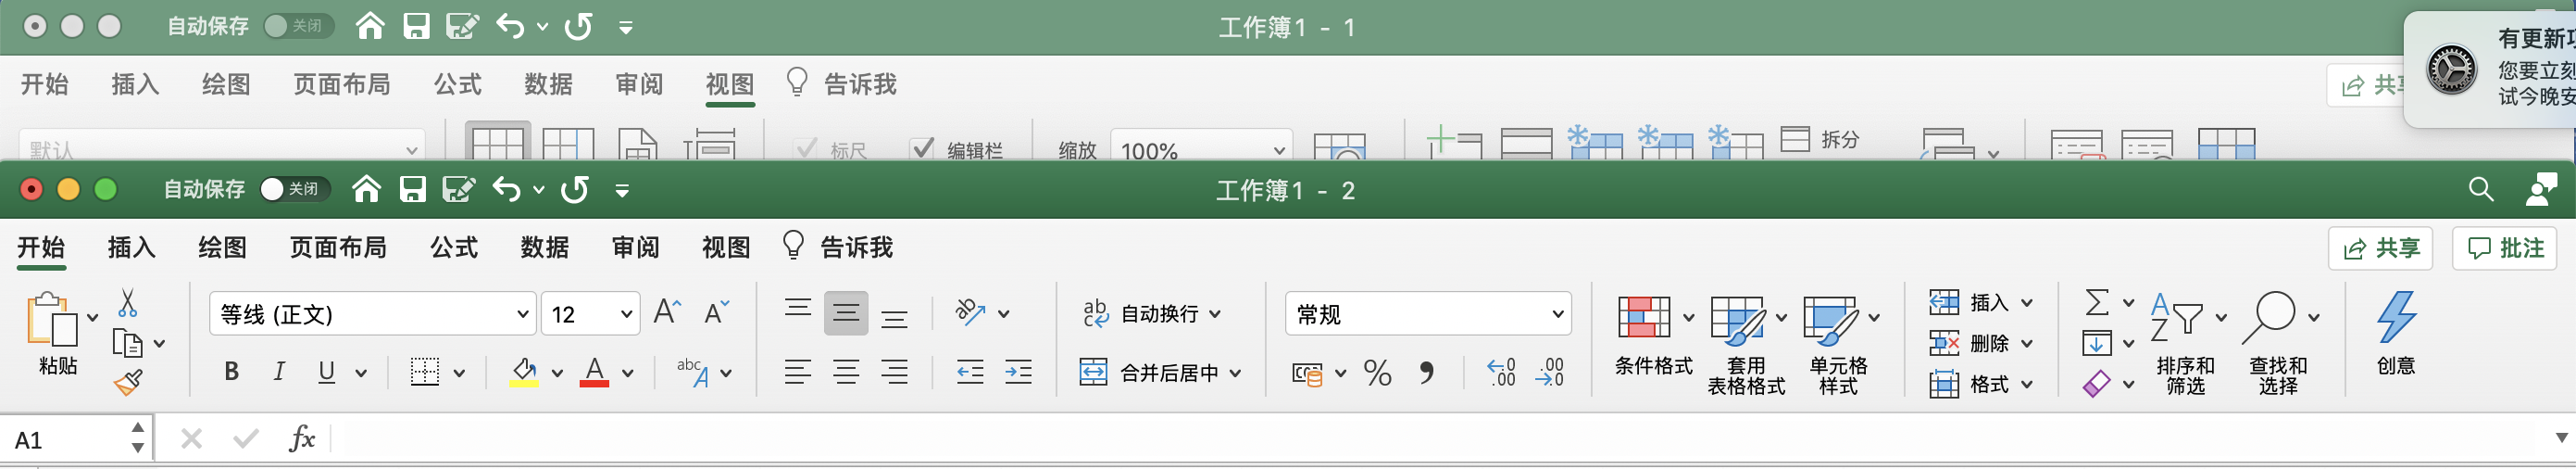 自动保存 关闭 工作簿1 - 1
有更新项
开始 插入 绘图 页面布局 公式 数据 审阅 视图 告诉我 共享
您要立刻
试今晚安
默认 标尺 编辑栏 缩放 100% 拆分
自动保存 关闭 工作簿1 - 2
开始 插入 绘图 页面布局 公式 数据 审阅 视图 告诉我 共享 批注
等线 (正文) 12 A A ab 自动换行 常规 插入 Σ A Z
粘贴 条件格式 套用 单元格 删除 排序和 查找和 创意
B I U A abc A 合并后居中 % , .0 .00 .00 .0 表格格式 样式 格式 筛选 选择
A1 fx